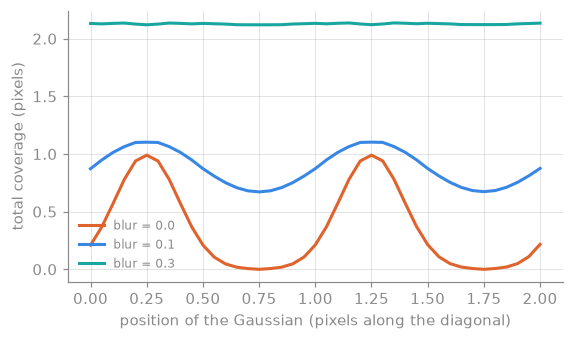 2.0
1.5
1.0
0.5
0.0
total coverage (pixels)
blur = 0.0
blur = 0.1
blur = 0.3
0.00 0.25 0.50 0.75 1.00 1.25 1.50 1.75 2.00
position of the Gaussian (pixels along the diagonal)